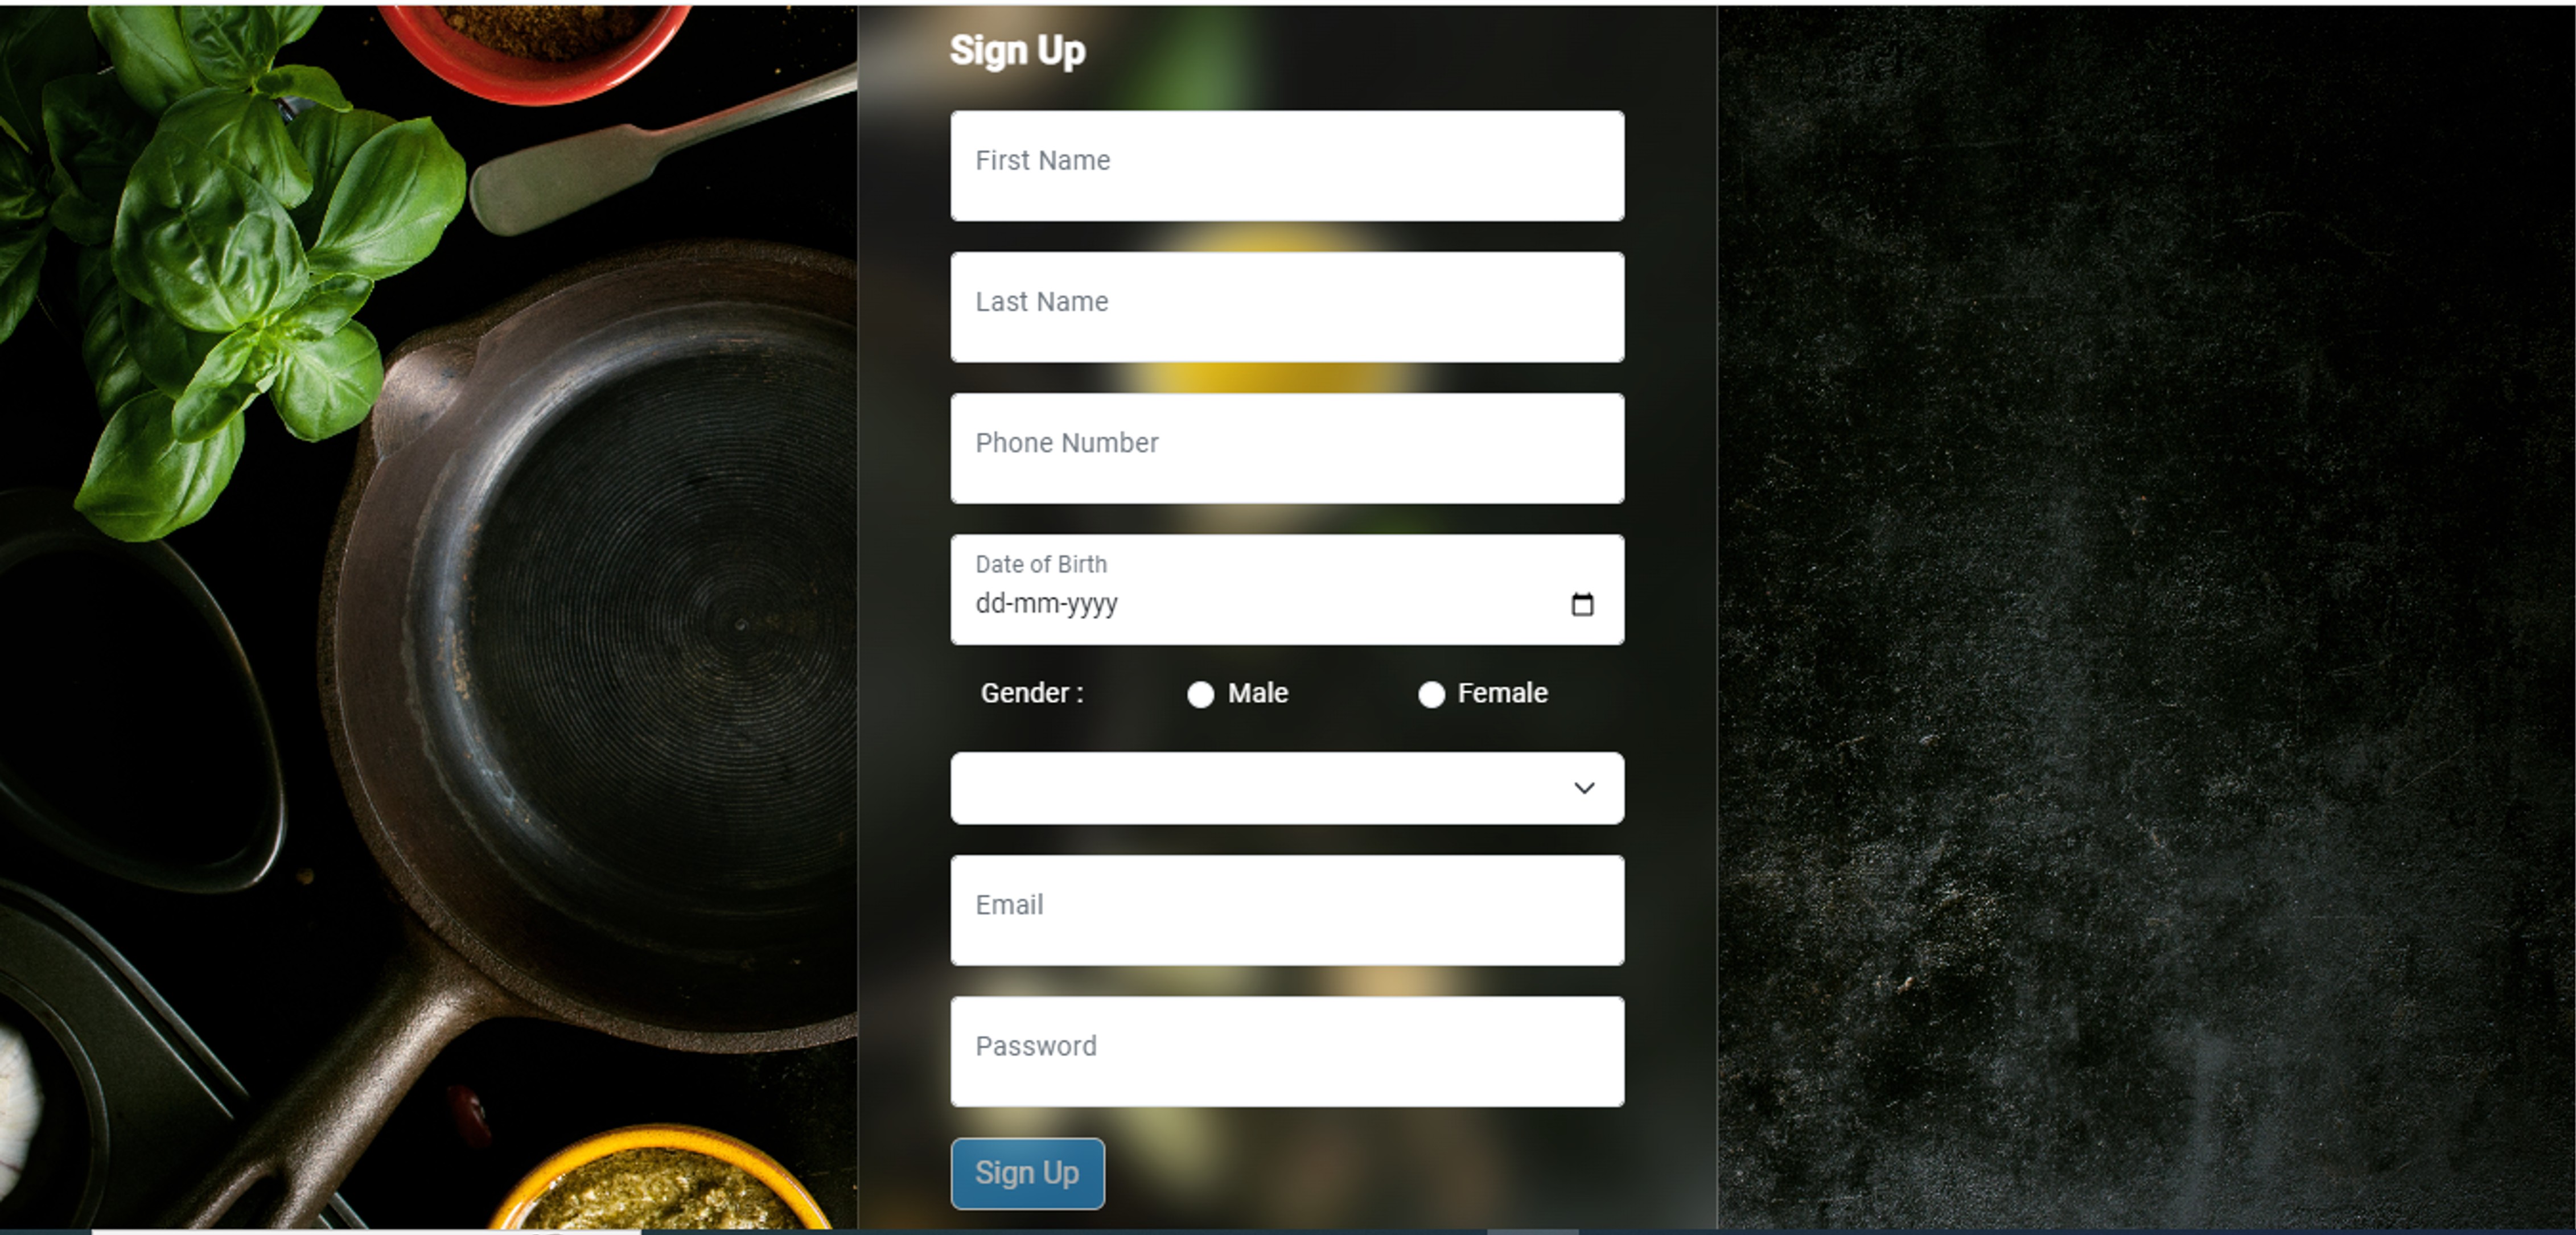 Sign Up
First Name
Last Name
Phone Number
Date of Birth
dd-mm-yyyy
Gender : Male Female
Email
Password
Sign Up